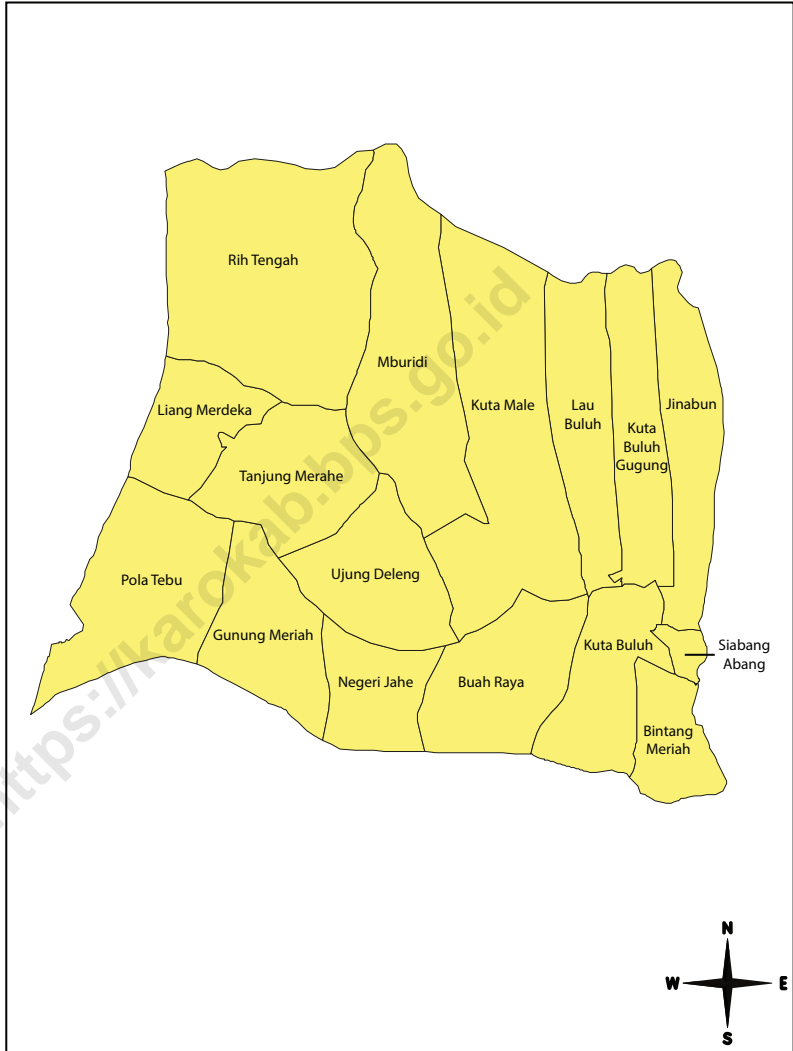 Rih Tengah
Mburidi
Liang Merdeka
Kuta Male
Lau
Buluh
Kuta
Buluh
Gugung
Jinabun
Tanjung Merahe
Pola Tebu
Ujung Deleng
Gunung Meriah
Negeri Jahe
Buah Raya
Kuta Buluh
Siabang
Abang
Bintang
Meriah
https://karokab.bps.go.id
N
W
E
S